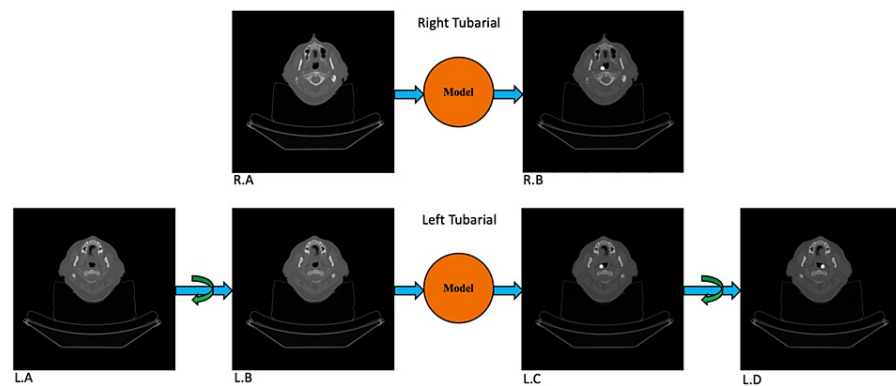 Right Tubarial
Model
R.A
R.B
Left Tubarial
Model
L.A
L.B
L.C
L.D